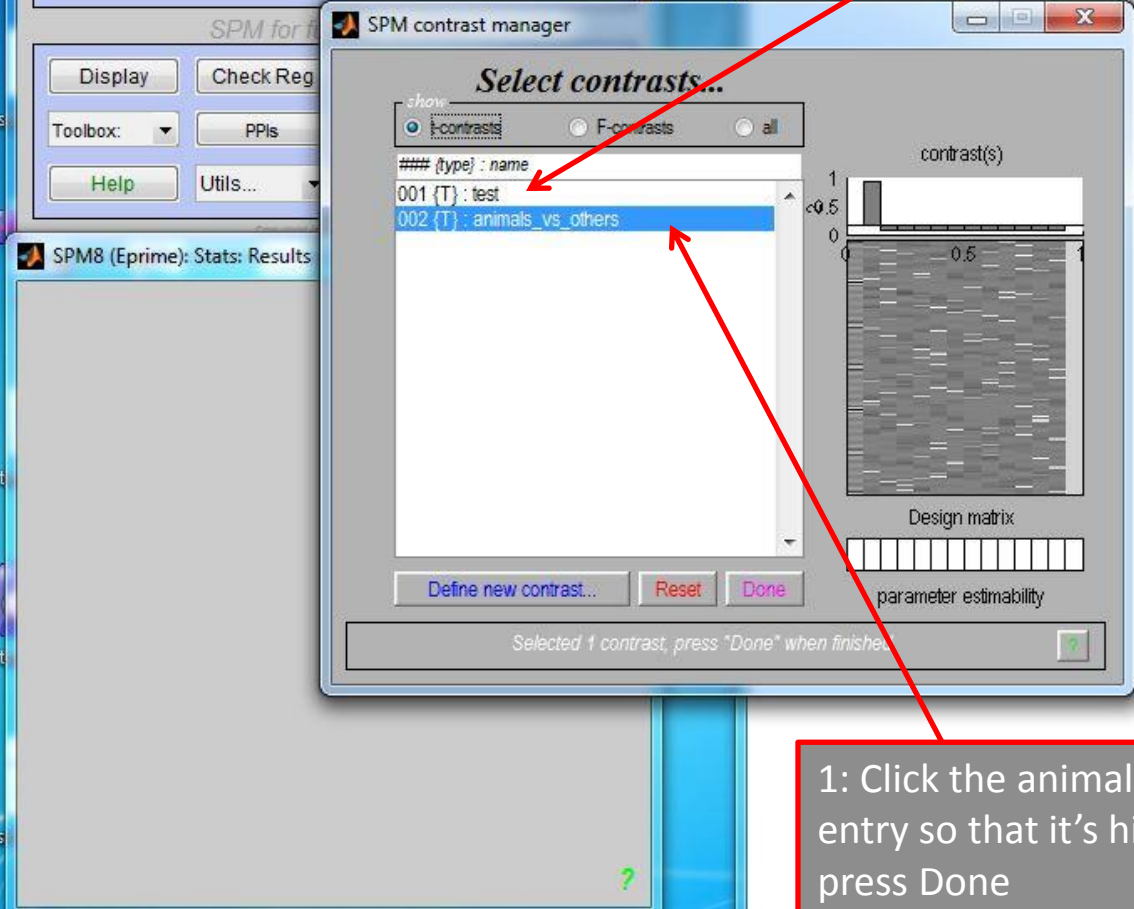 SPM for f
Display
Check Reg
Toolbox:
PPIs
Help
Utils...
SPM8 (Eprime): Stats: Results
?
SPM contrast manager
Select contrasts...
show
t-contrasts
F-contrasts
all
### {type} : name
001 {T} : test
002 {T} : animals_vs_others
Define new contrast...
Reset
Done
contrast(s)
1
0.5
0
0
0.5
1
Design matrix
parameter estimability
Selected 1 contrast, press "Done" when finished
?
1: Click the animal
entry so that it's hi
press Done